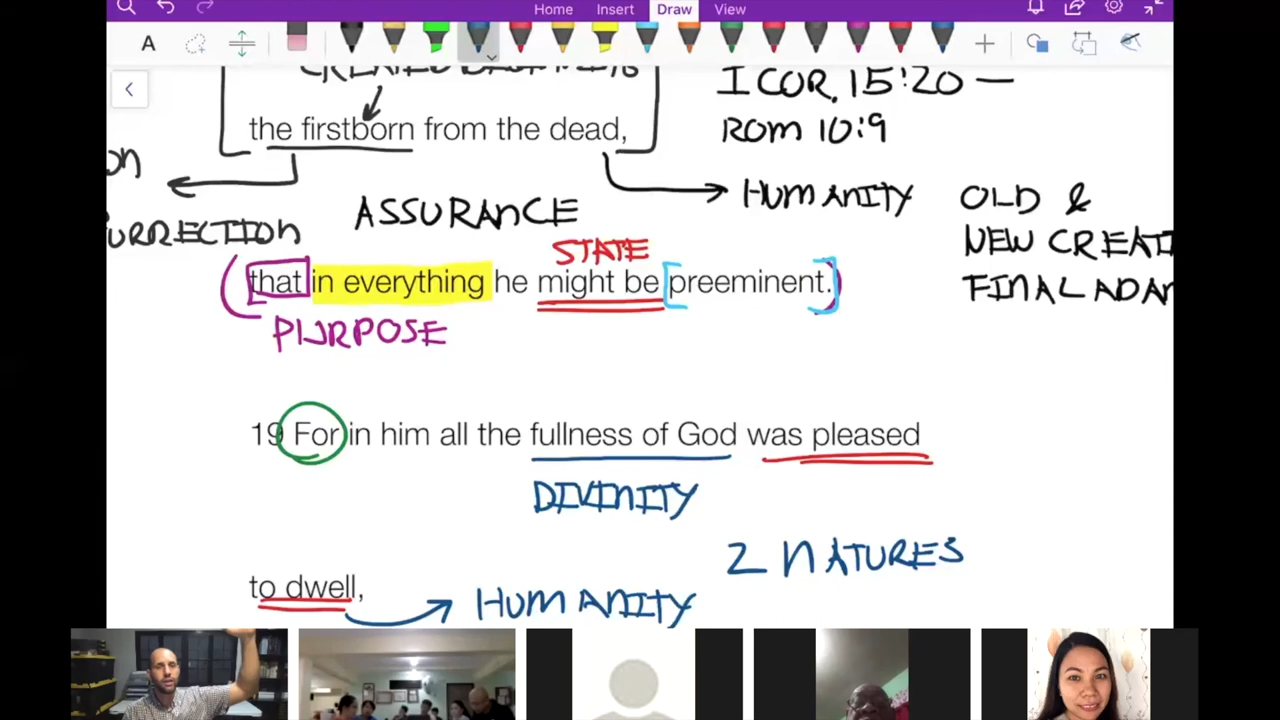 Home Insert Draw View
A
I COR. 15:20 —
the firstborn from the dead,
ROM 10:9
HUMANITY
OLD &
ASSURANCE
NEW CREATI
STATE
that in everything he might be preeminent.
FINAL ADAM
PURPOSE
19 For in him all the fullness of God was pleased
DIVINITY
2 NATURES
to dwell,
HUMANITY